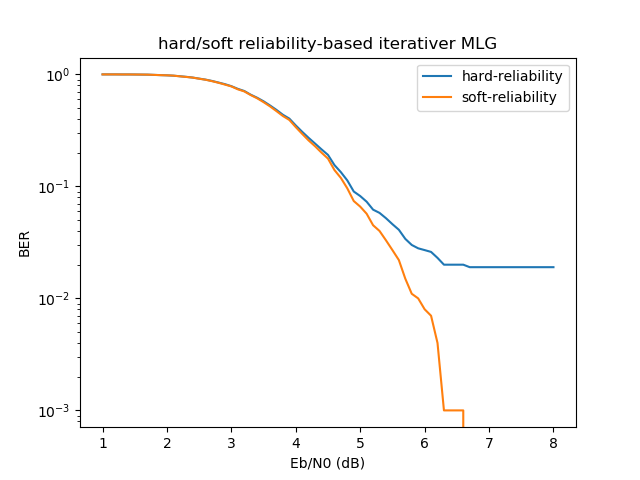 hard/soft reliability-based iterativer MLG
hard-reliability
soft-reliability
10⁰
10⁻¹
10⁻²
10⁻³
BER
1 2 3 4 5 6 7 8
Eb/N0 (dB)